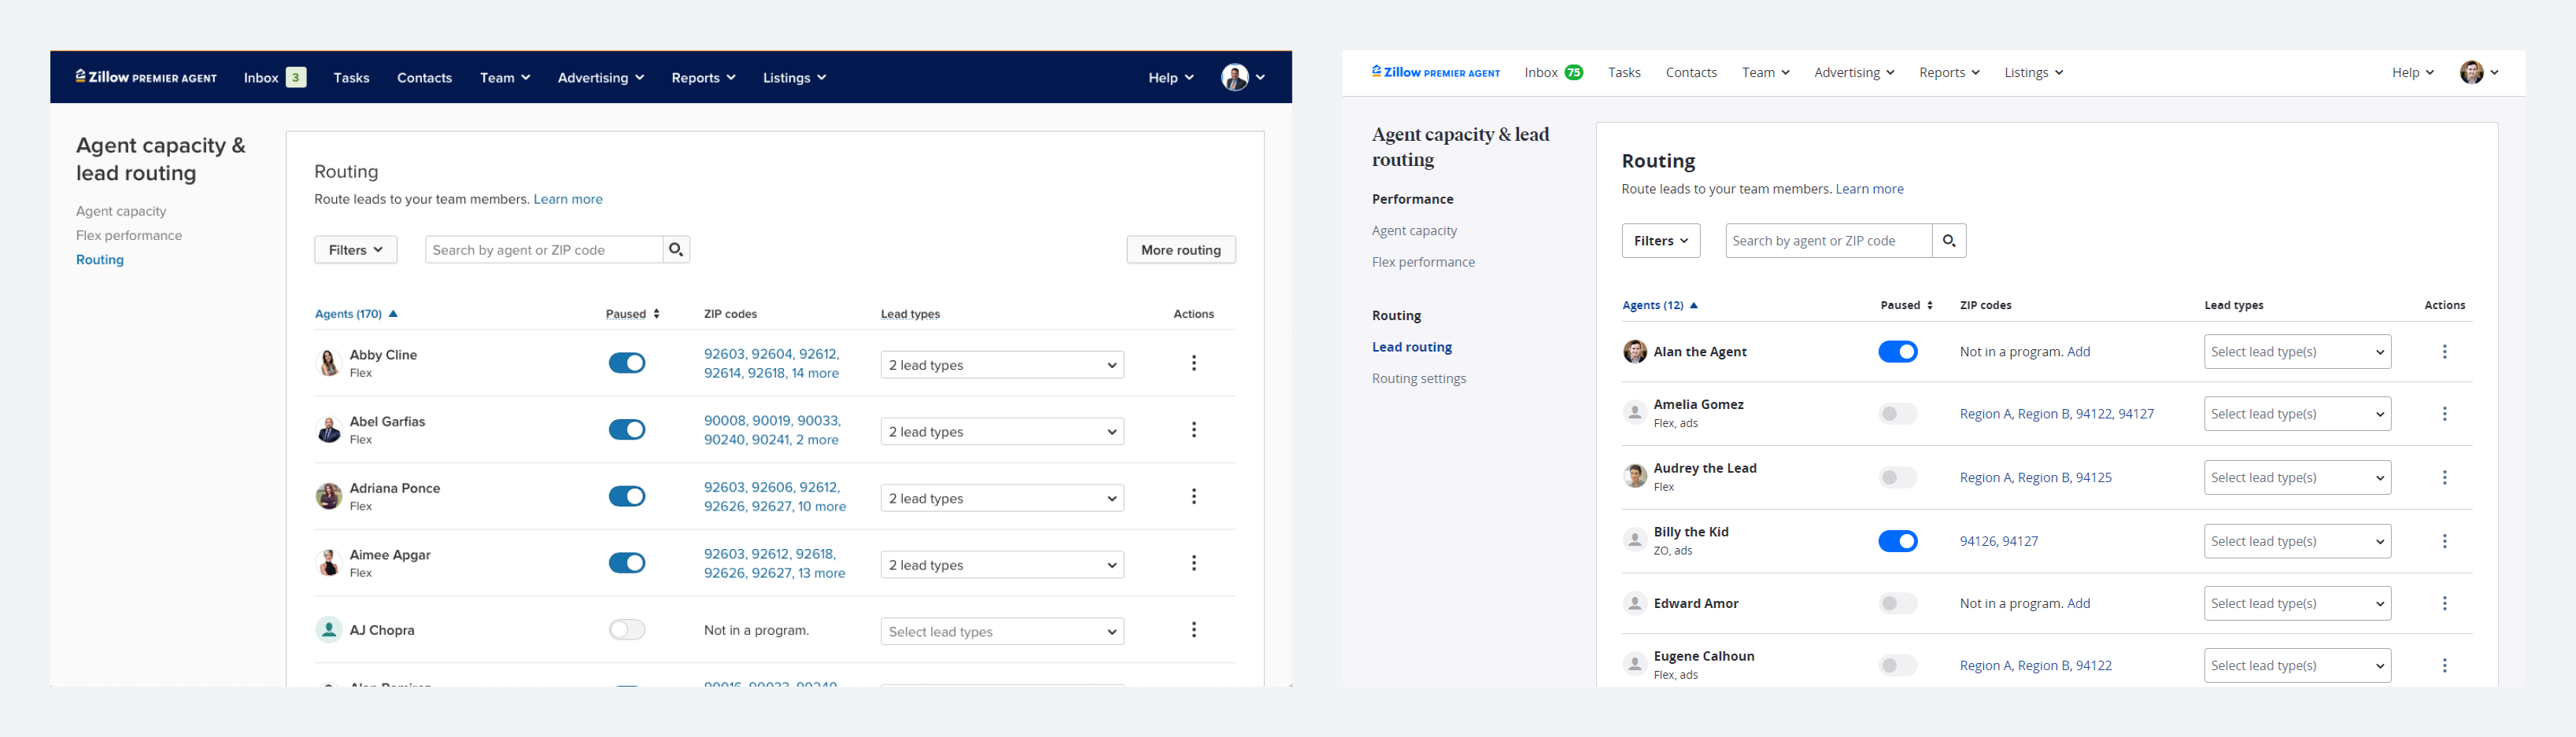 Zillow PREMIER AGENT Inbox 3 Tasks Contacts Team Advertising Reports Listings Help
Agent capacity &
lead routing
Agent capacity
Flex performance
Routing
Routing
Route leads to your team members. Learn more
Filters Search by agent or ZIP code More routing
Agents (170) Paused ZIP codes Lead types Actions
Abby Cline
Flex
92603, 92604, 92612,
92614, 92618, 14 more
2 lead types
Abel Garfias
Flex
90008, 90019, 90033,
90240, 90241, 2 more
2 lead types
Adriana Ponce
Flex
92603, 92606, 92612,
92626, 92627, 10 more
2 lead types
Aimee Apgar
Flex
92603, 92612, 92618,
92626, 92627, 13 more
2 lead types
AJ Chopra Not in a program. Select lead types
Zillow PREMIER AGENT Inbox 75 Tasks Contacts Team Advertising Reports Listings Help
Agent capacity & lead
routing
Performance
Agent capacity
Flex performance
Routing
Lead routing
Routing settings
Routing
Route leads to your team members. Learn more
Filters Search by agent or ZIP code
Agents (12) Paused ZIP codes Lead types Actions
Alan the Agent Not in a program. Add Select lead type(s)
Amelia Gomez
Flex, ads
Region A, Region B, 94122, 94127 Select lead type(s)
Audrey the Lead
Flex
Region A, Region B, 94125 Select lead type(s)
Billy the Kid
ZO, ads
94126, 94127 Select lead type(s)
Edward Amor Not in a program. Add Select lead type(s)
Eugene Calhoun
Flex, ads
Region A, Region B, 94122 Select lead type(s)